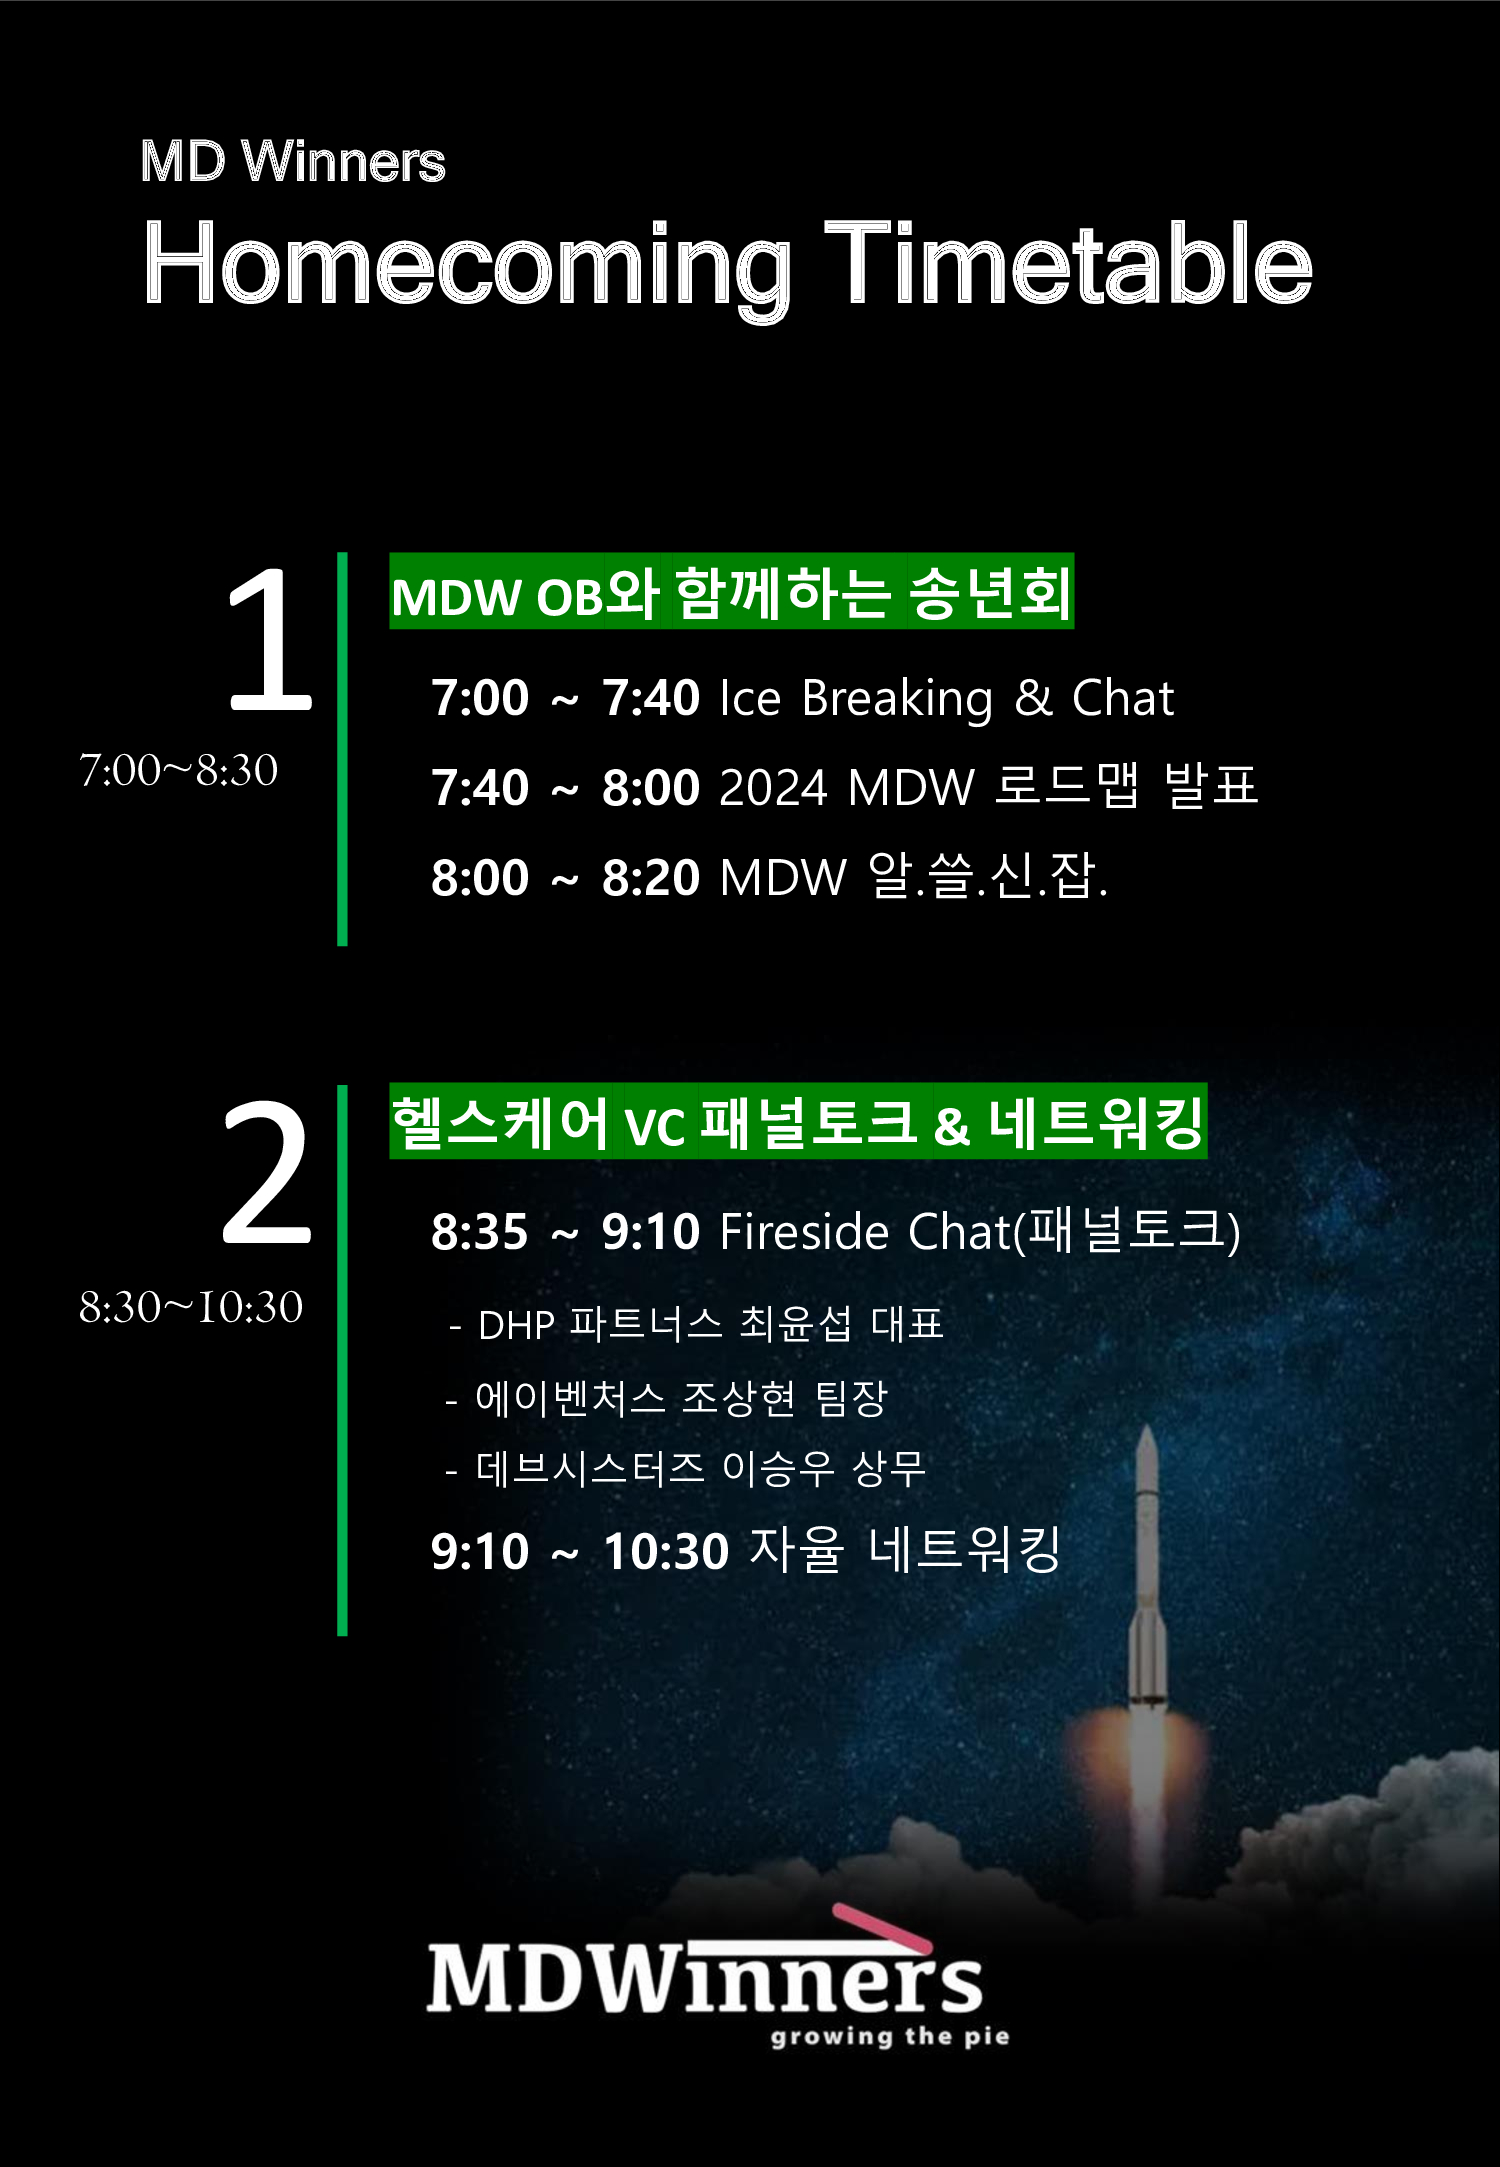 MD Winners
Homecoming Timetable
1
7:00~8:30
MDW OB와 함께하는 송년회
7:00 ~ 7:40 Ice Breaking & Chat
7:40 ~ 8:00 2024 MDW 로드맵 발표
8:00 ~ 8:20 MDW 알.쓸.신.잡.
2
8:30~10:30
헬스케어 VC 패널토크 & 네트워킹
8:35 ~ 9:10 Fireside Chat(패널토크)
- DHP 파트너스 최윤섭 대표
- 에이벤처스 조상현 팀장
- 데브시스터즈 이승우 상무
9:10 ~ 10:30 자율 네트워킹
MDWinners
growing the pie